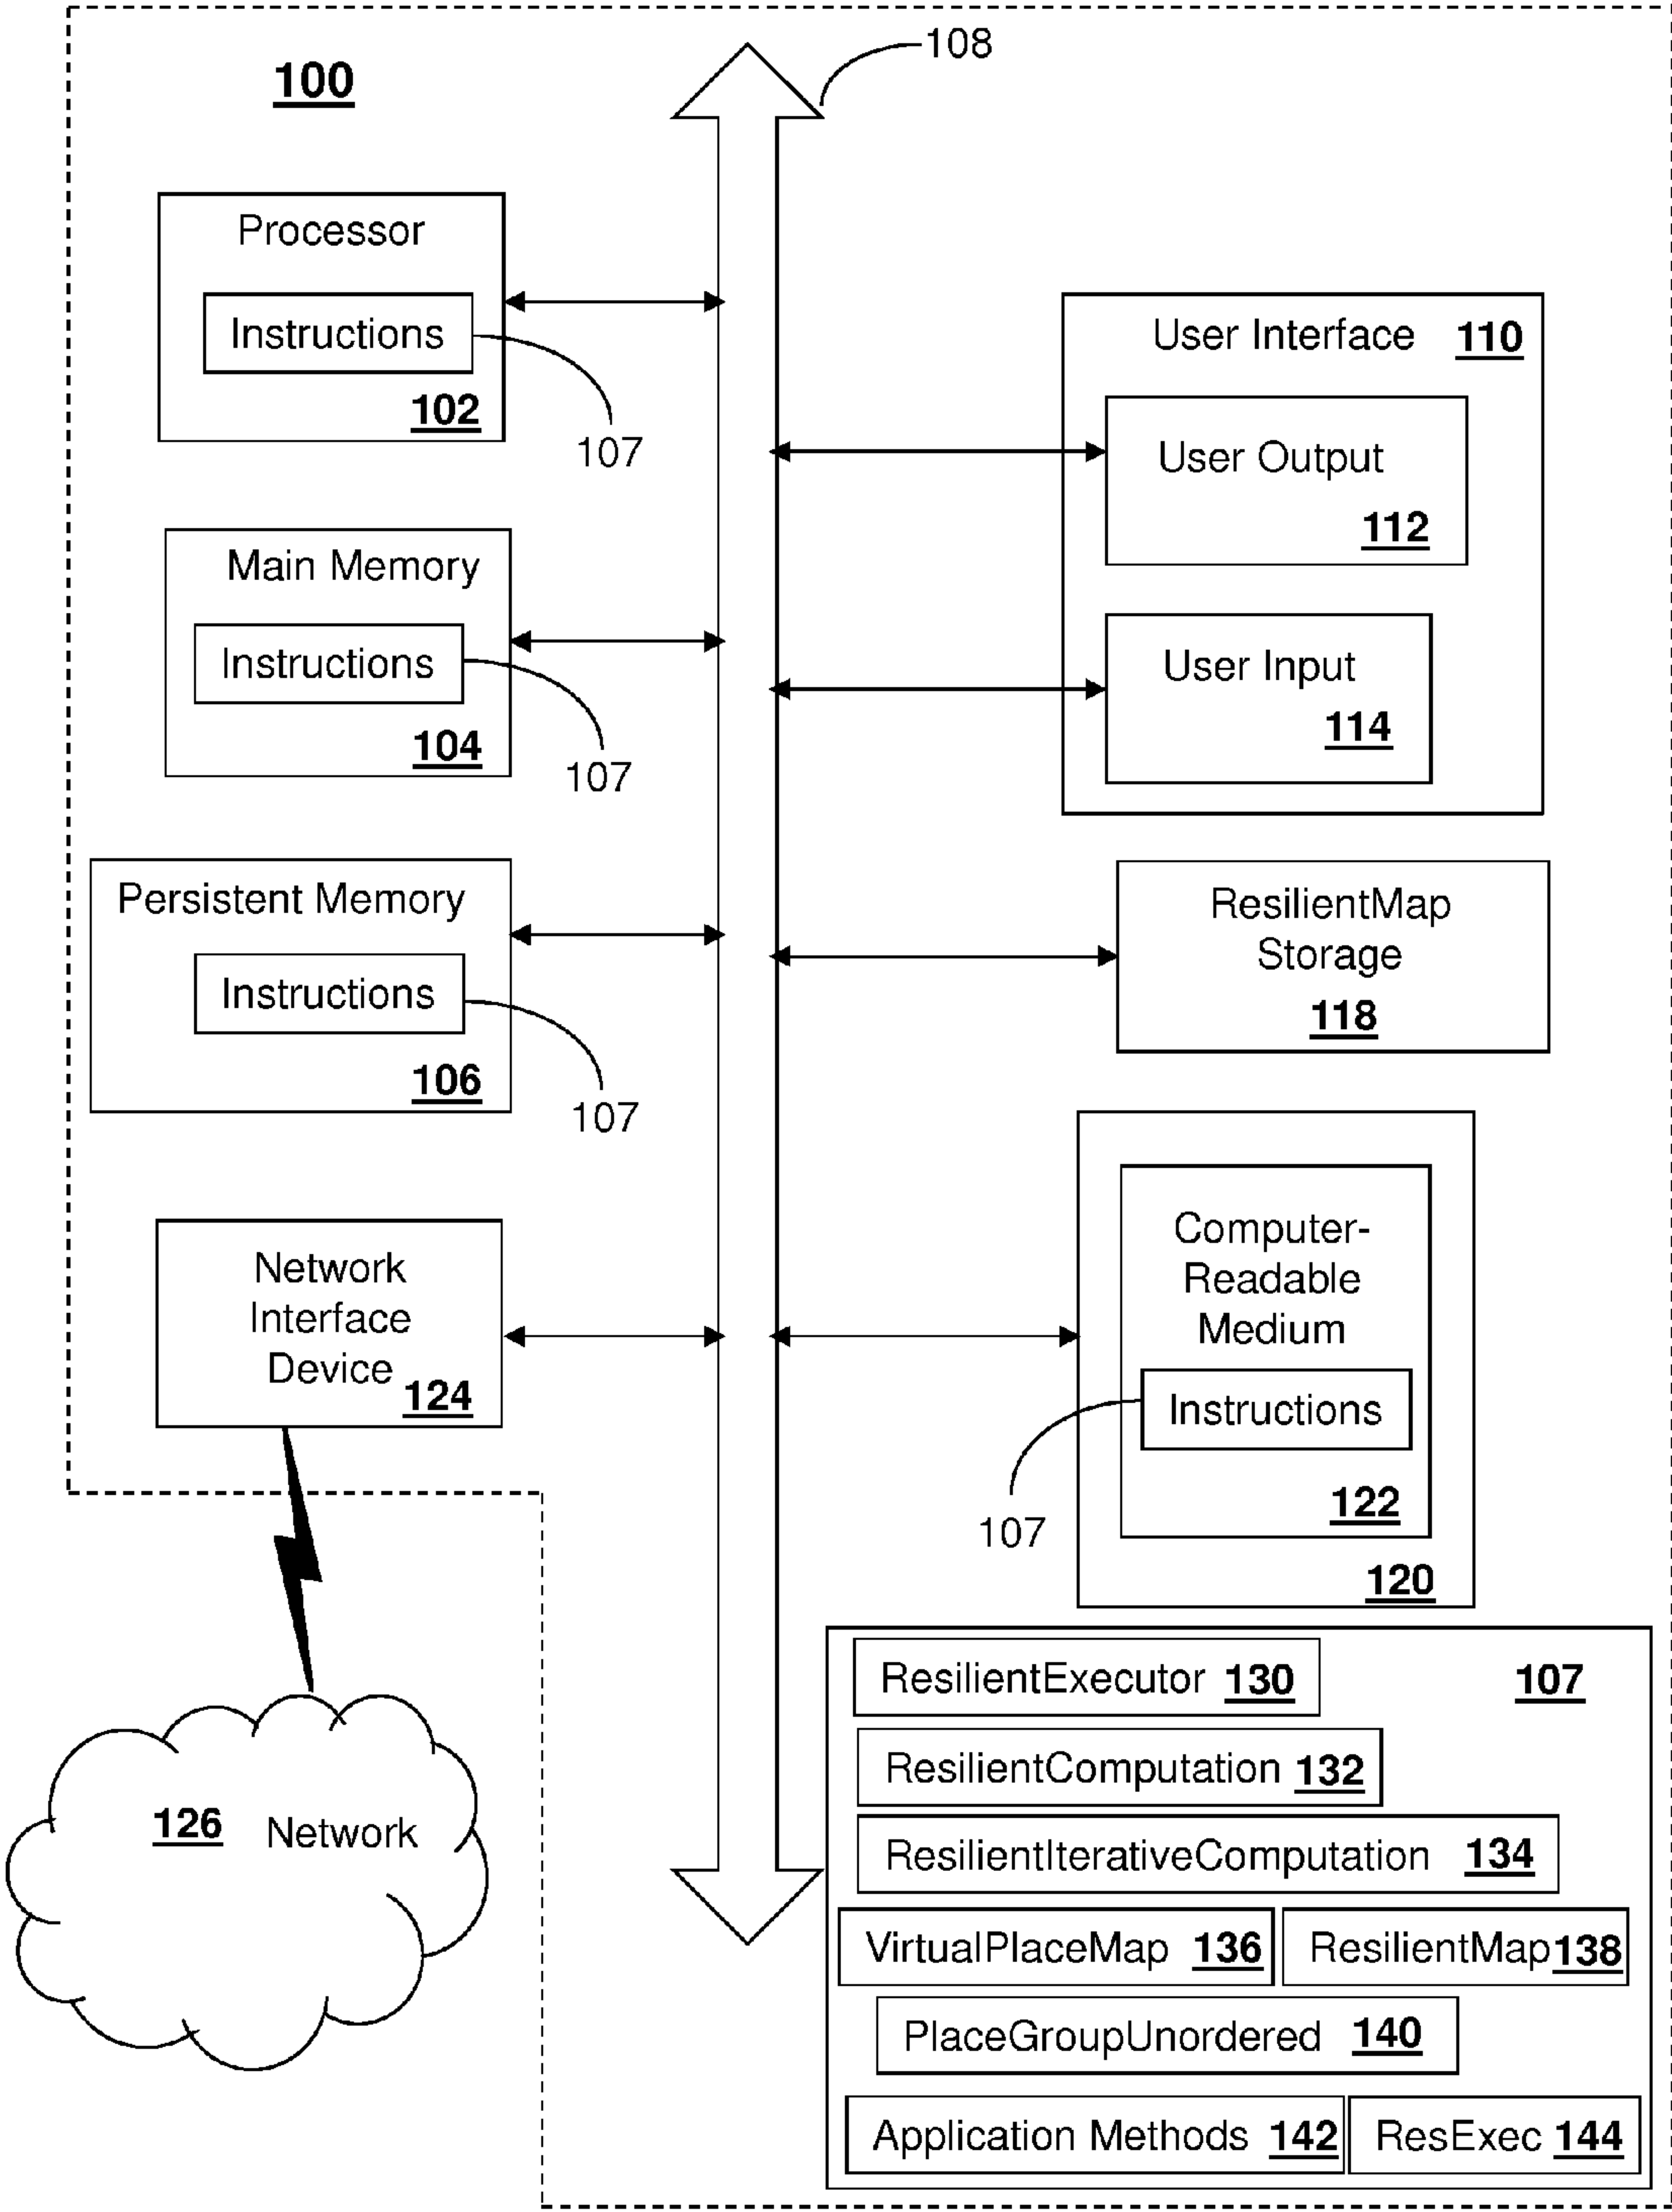 100
108
Processor
Instructions
102
107
Main Memory
Instructions
104
107
Persistent Memory
Instructions
106
107
Network
Interface
Device
124
126 Network
User Interface 110
User Output
112
User Input
114
ResilientMap
Storage
118
Computer-
Readable
Medium
Instructions
107
122
120
ResilientExecutor 130
107
ResilientComputation 132
ResilientIterativeComputation 134
VirtualPlaceMap 136
ResilientMap 138
PlaceGroupUnordered 140
Application Methods 142
ResExec 144